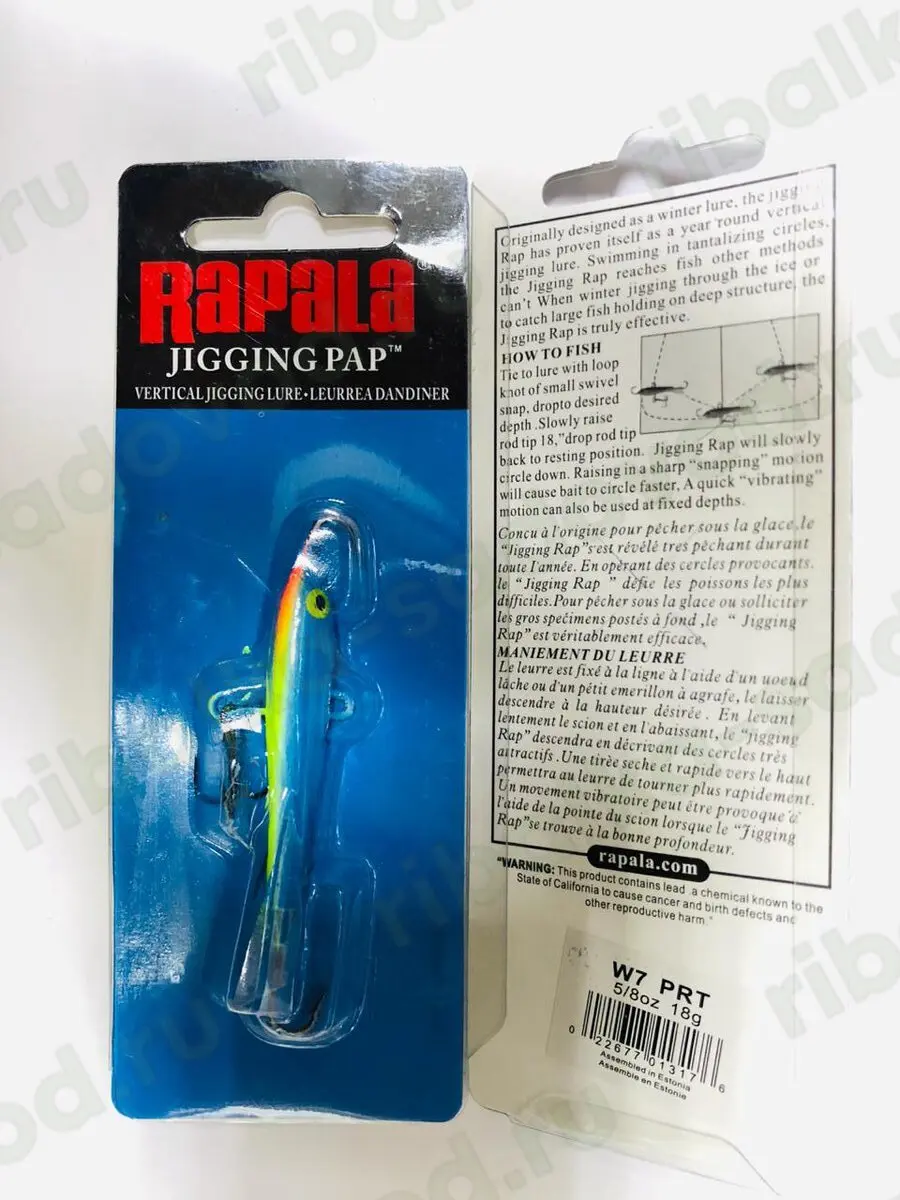 RAPALA
JIGGING PAP™
VERTICAL JIGGING LURE•LEURREA DANDINER
Originally designed as a winter lure, the jigg
Rap has proven itself as a year 'round vertical
jigging lure. Swimming in tantalizing circles,
the Jigging Rap reaches fish other methods
can't When winter jigging through the ice or
to catch large fish holding on deep structure, the
Jigging Rap is truly effective.
HOW TO FISH
Tie to lure with loop
knot of small swivel
snap, dropto desired
depth .Slowly raise
rod tip 18,"drop rod tip
back to resting position. Jigging Rap will slowly
circle down. Raising in a sharp "snapping" motion
will cause bait to circle faster, A quick "vibrating"
motion can also be used at fixed depths.
Conçu à l'origine pour pêcher sous la glace,le
"Jigging Rap"s'est révélé tres pèchant durant
toute l'année. En opèrant des cercles provocants.
le "Jigging Rap " défie les poissons les plus
difficiles.Pour pêcher sous la glace ou solliciter
les gros spècimens postés à fond ,le " Jigging
Rap"est véritablement efficace,
MANIEMENT DU LEURRE
Le leurre est fixé à la ligne à l'aide d'un uoeud
lâche ou d'un pétit emerillon à agrafe, le laisser
descendre à la hauteur désirée . En levant
lentement le scion et en l'abaissant, le "jigging
Rap" descendra en décrivant des cercles très
attractifs .Une tirèe seche et rapide vers le haut
permettra au leurre de tourner plus rapidement.
Un movement vibratoire peut étre provoque à
l'aide de la pointe du scion lorsque le "Jigging
Rap"se trouve à la bonne profondeur.
rapala.com
"WARNING: This product contains lead a chemical known to the
State of California to cause cancer and birth defects and
other reproductive harm."
W7 PRT
5/8oz 18g
0 22677 01317 6
Assembled in Estonia
Assemble en Estonie